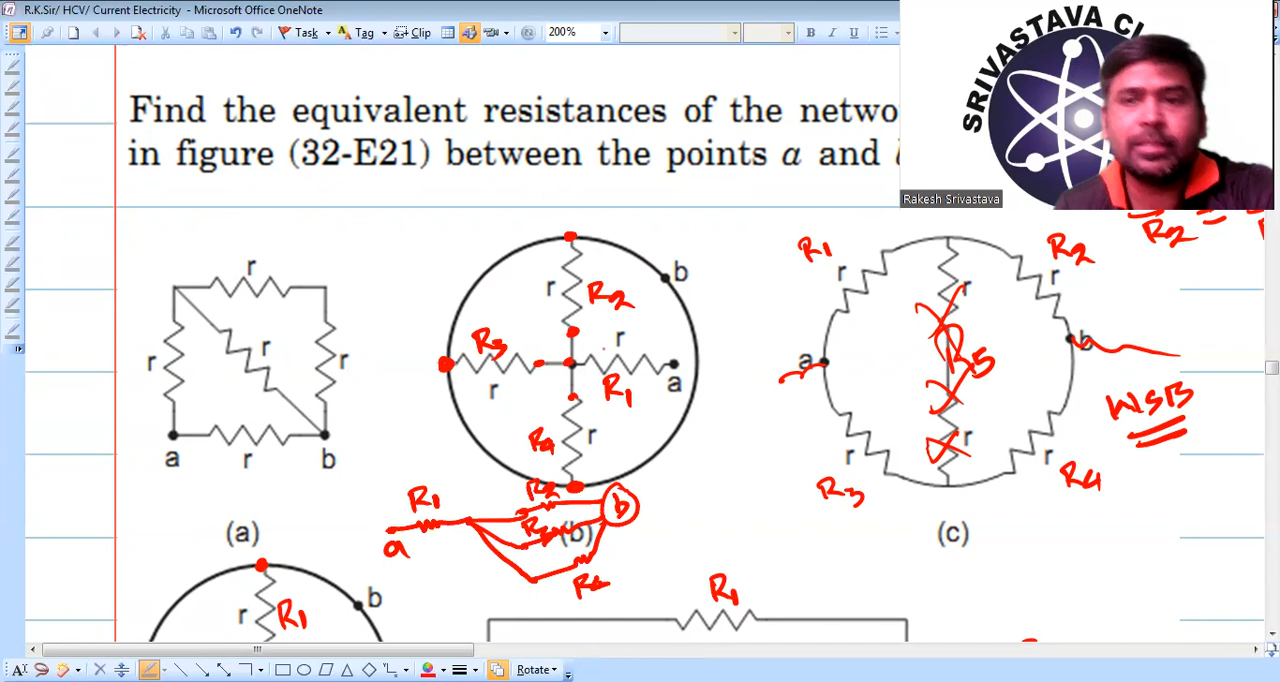 R.K.Sir/ HCV/ Current Electricity - Microsoft Office OneNote
Task
Tag
Clip
200%
B I U
SRIVASTAVA CL
Rakesh Srivastava
Find the equivalent resistances of the netwo
in figure (32-E21) between the points a and
r
r
r
r
r
a
b
(a)
r
R2
b
R3
r
r
R1
a
R4
r
(b)
R1
r
r
R2
r
R5
a
b
r
r
r
R3
R4
WSB
R2
(c)
a
R1
R2
R3
R4
b
b
r
R1
R1
Rotate